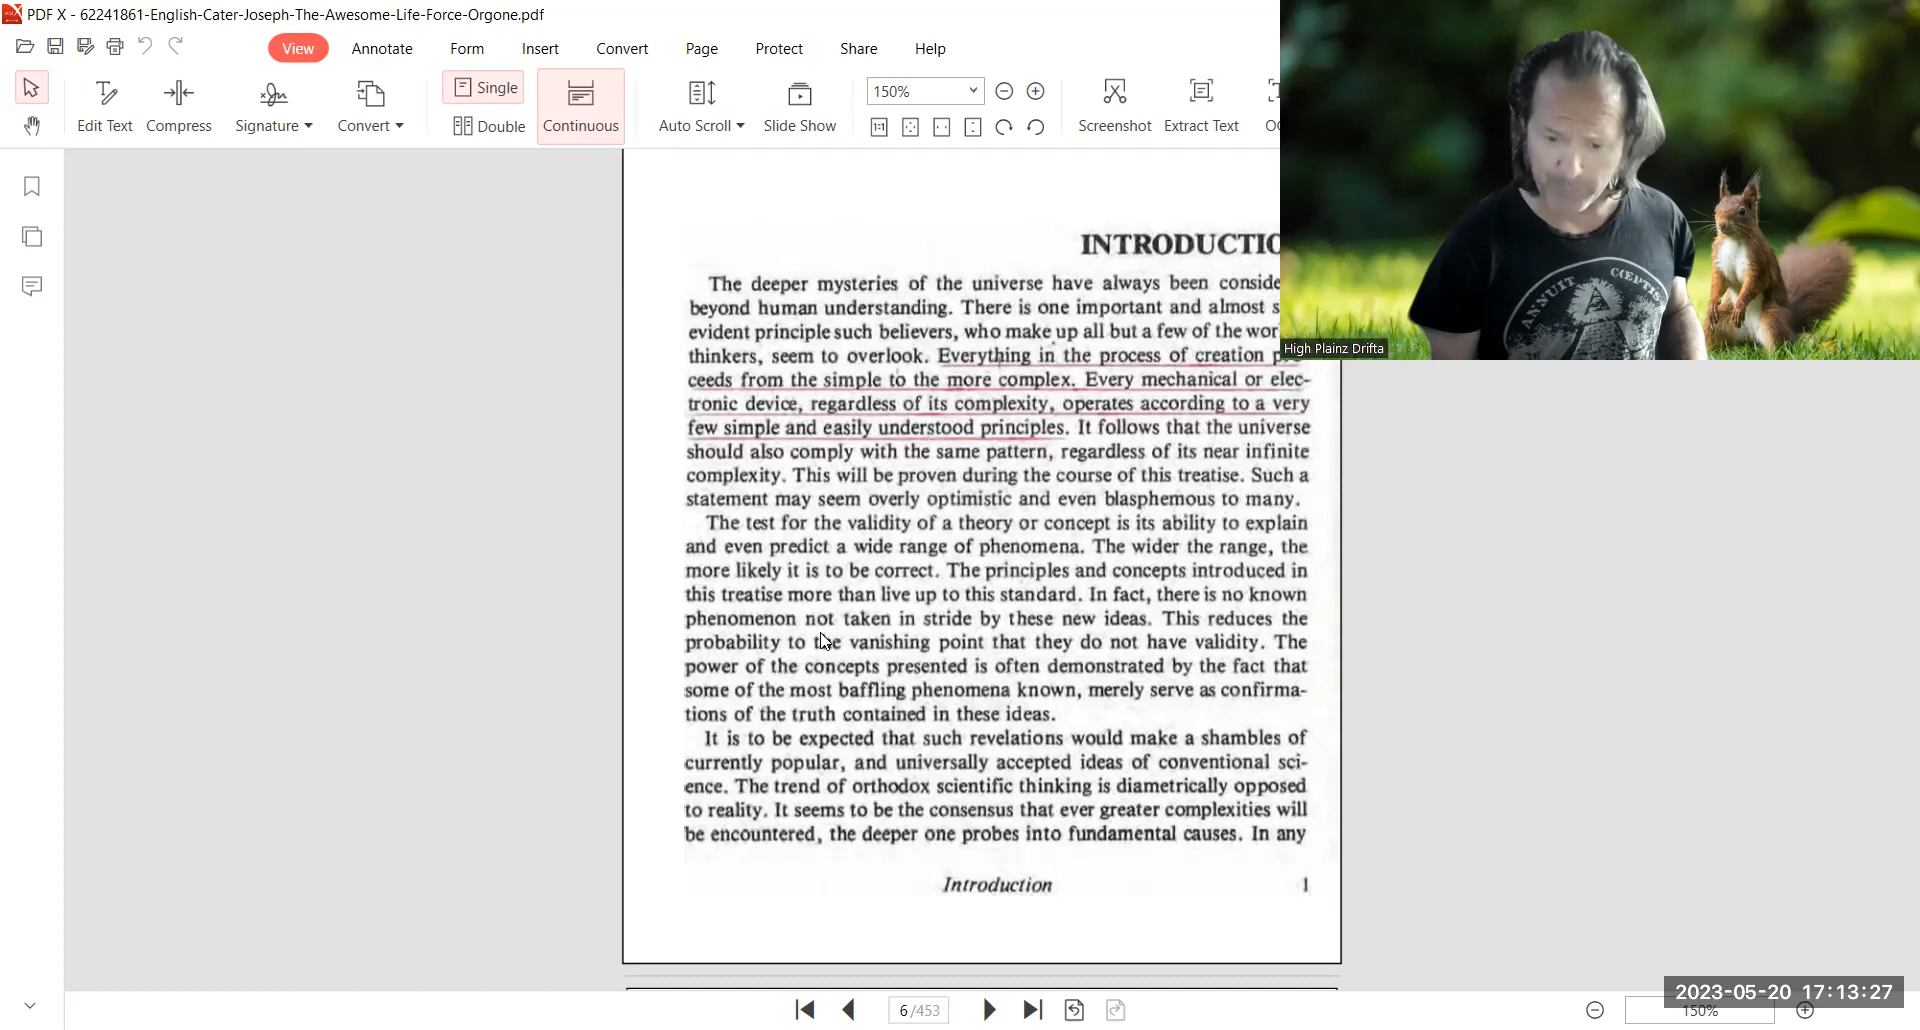 PDF X - 62241861-English-Cater-Joseph-The-Awesome-Life-Force-Orgone.pdf
View Annotate Form Insert Convert Page Protect Share Help
Edit Text Compress Signature Convert Single Double Continuous Auto Scroll Slide Show 150% Screenshot Extract Text
ANNUIT CŒPTIS
High Plainz Drifta
INTRODUCTIO
The deeper mysteries of the universe have always been conside
beyond human understanding. There is one important and almost s
evident principle such believers, who make up all but a few of the wor
thinkers, seem to overlook. Everything in the process of creation p
ceeds from the simple to the more complex. Every mechanical or elec-
tronic device, regardless of its complexity, operates according to a very
few simple and easily understood principles. It follows that the universe
should also comply with the same pattern, regardless of its near infinite
complexity. This will be proven during the course of this treatise. Such a
statement may seem overly optimistic and even blasphemous to many.
The test for the validity of a theory or concept is its ability to explain
and even predict a wide range of phenomena. The wider the range, the
more likely it is to be correct. The principles and concepts introduced in
this treatise more than live up to this standard. In fact, there is no known
phenomenon not taken in stride by these new ideas. This reduces the
probability to the vanishing point that they do not have validity. The
power of the concepts presented is often demonstrated by the fact that
some of the most baffling phenomena known, merely serve as confirma-
tions of the truth contained in these ideas.
It is to be expected that such revelations would make a shambles of
currently popular, and universally accepted ideas of conventional sci-
ence. The trend of orthodox scientific thinking is diametrically opposed
to reality. It seems to be the consensus that ever greater complexities will
be encountered, the deeper one probes into fundamental causes. In any
Introduction 1
6 /453
2023-05-20 17:13:27
150%